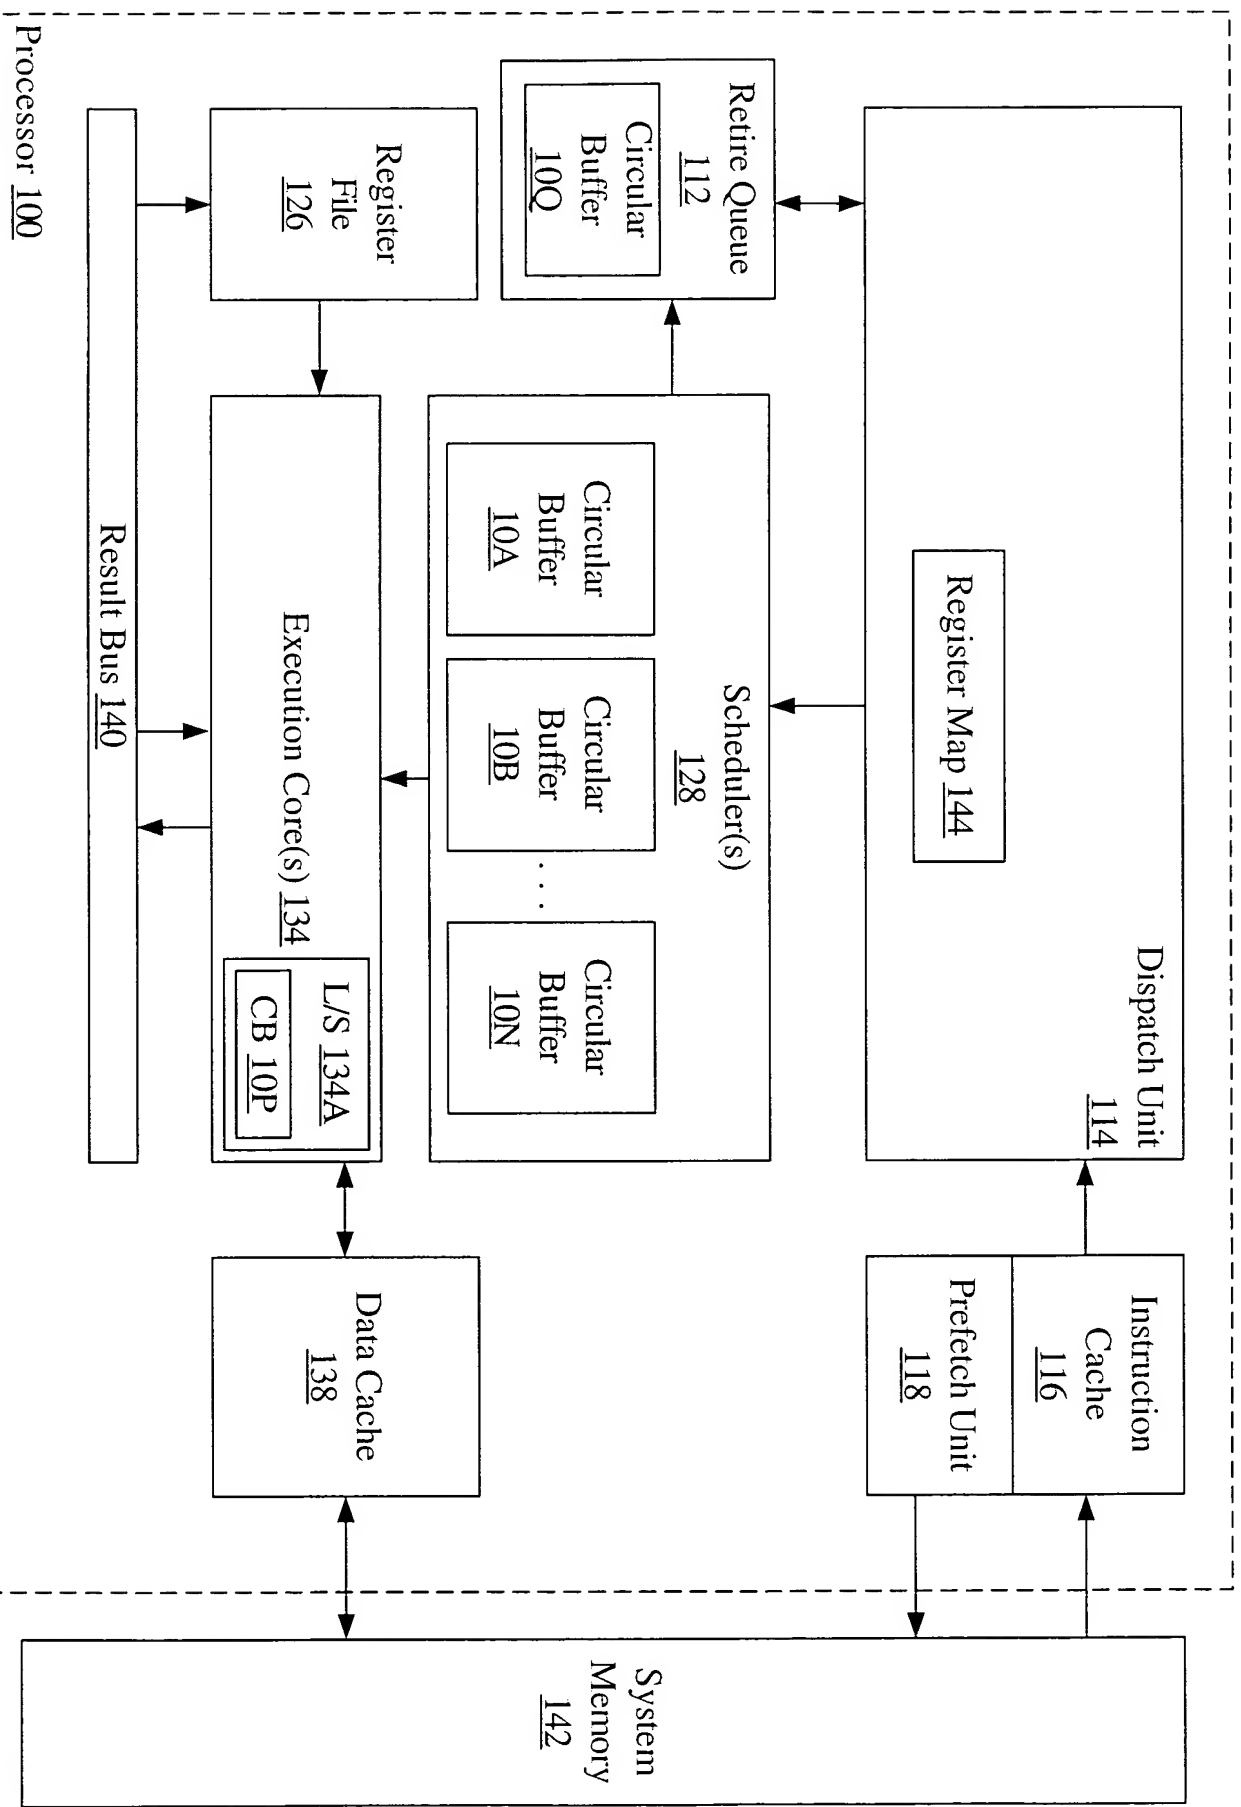 Dispatch Unit
114
Register Map 144
Instruction
Cache
116
Prefetch Unit
118
Retire Queue
112
Circular
Buffer
10Q
Scheduler(s)
128
Circular
Buffer
10A
Circular
Buffer
10B
. . .
Circular
Buffer
10N
Register
File
126
Execution Core(s) 134
L/S 134A
CB 10P
Data Cache
138
Result Bus 140
System
Memory
142
Processor 100